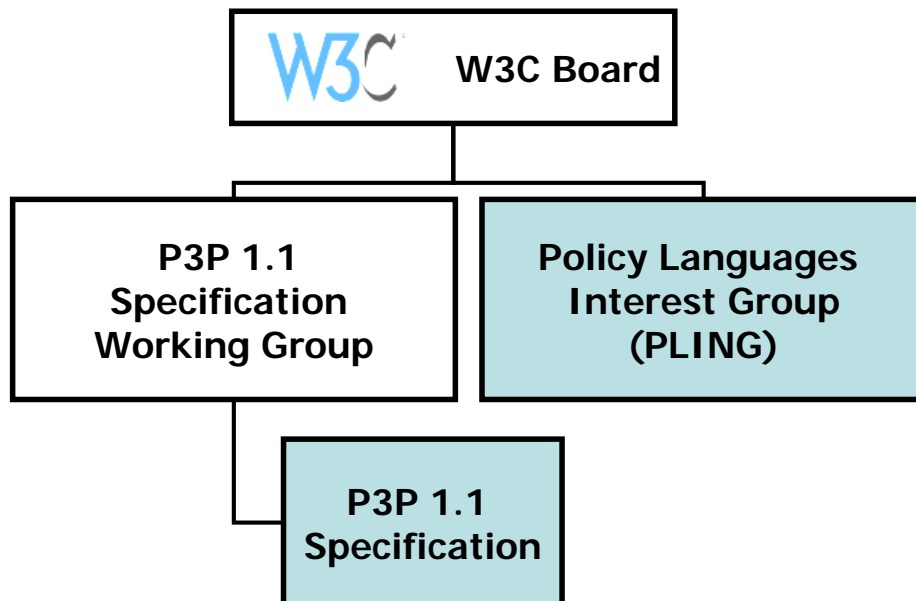 W3C W3C Board
P3P 1.1
Specification
Working Group
Policy Languages
Interest Group
(PLING)
P3P 1.1
Specification